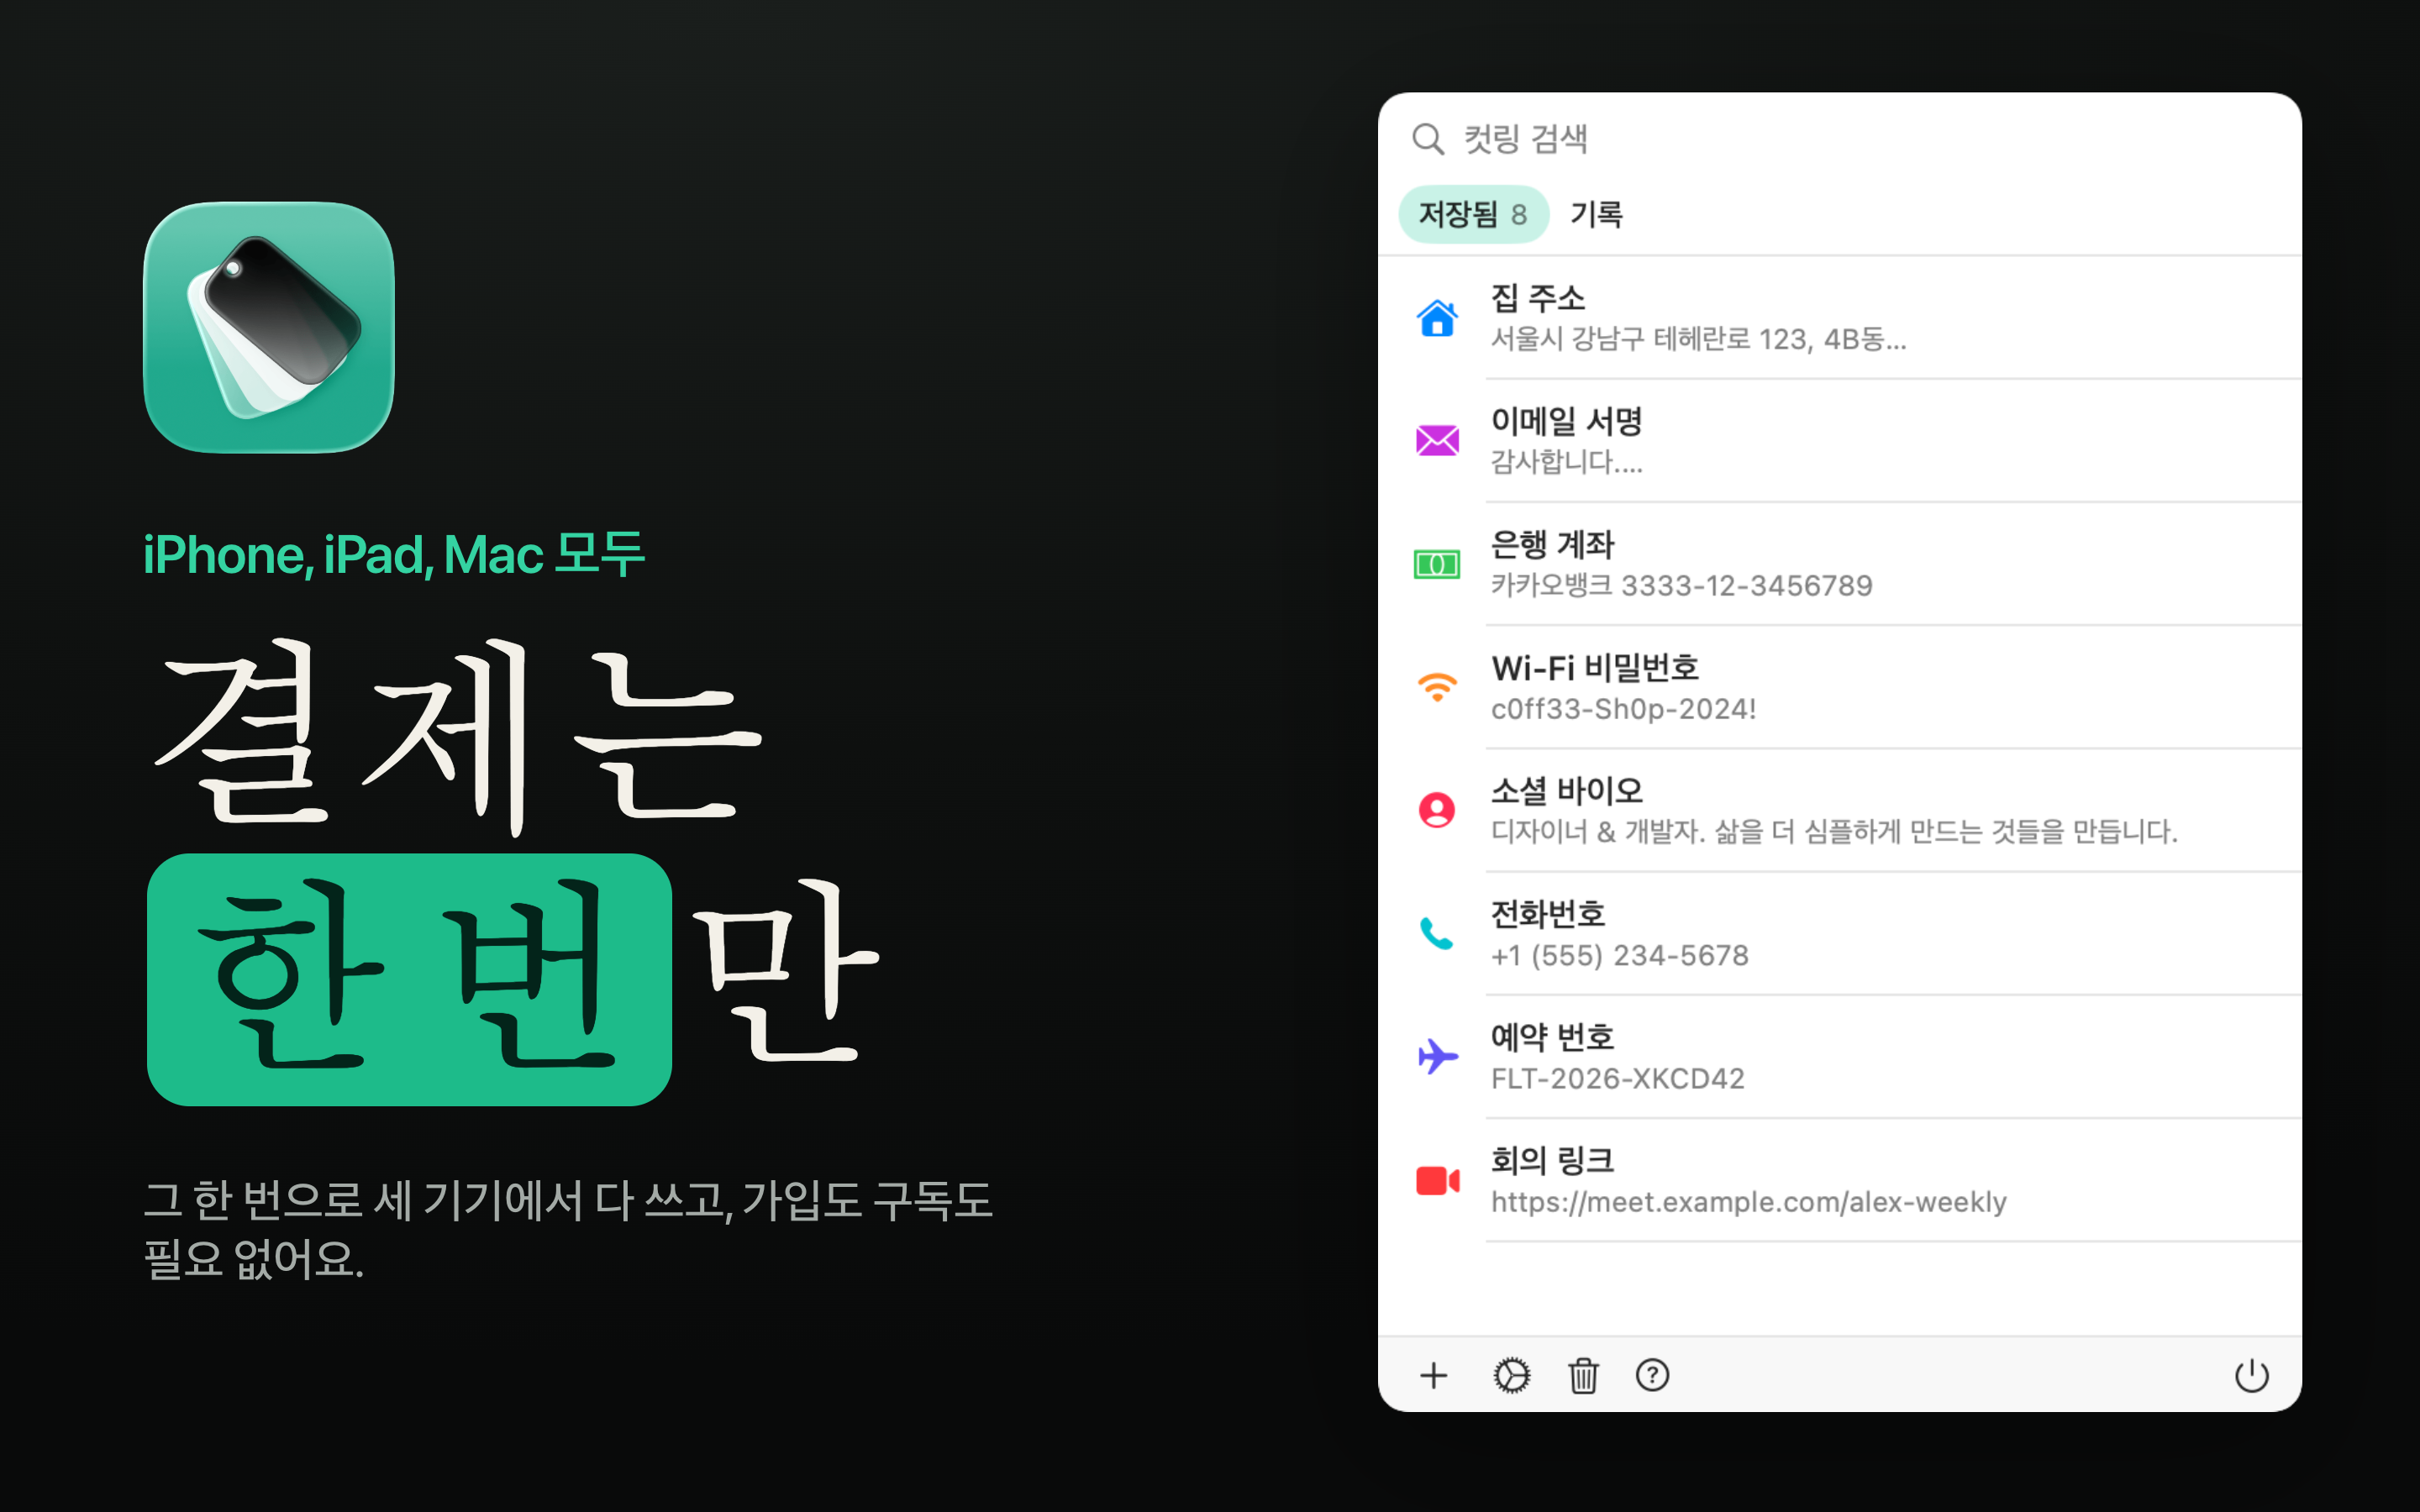 iPhone, iPad, Mac 모두
결제는
한 번만
그 한 번으로 세 기기에서 다 쓰고, 가입도 구독도
필요 없어요.
컷링 검색
저장됨 8 기록
집 주소
서울시 강남구 테헤란로 123, 4B동...
이메일 서명
감사합니다....
은행 계좌
카카오뱅크 3333-12-3456789
Wi-Fi 비밀번호
c0ff33-Sh0p-2024!
소셜 바이오
디자이너 & 개발자. 삶을 더 심플하게 만드는 것들을 만듭니다.
전화번호
+1 (555) 234-5678
예약 번호
FLT-2026-XKCD42
회의 링크
https://meet.example.com/alex-weekly